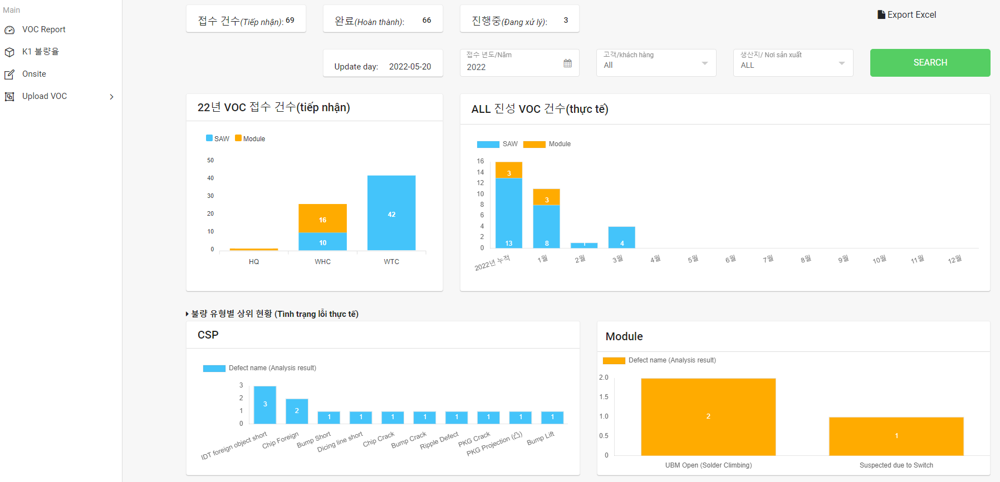 Main
VOC Report
K1 불량율
Onsite
Upload VOC
접수 건수(Tiếp nhận): 69
완료(Hoàn thành): 66
진행중(Đang xử lý): 3
Export Excel
Update day: 2022-05-20
접수 년도/Năm
2022
고객/khách hàng
All
생산지/ Nơi sản xuất
ALL
SEARCH
22년 VOC 접수 건수(tiếp nhận)
SAW Module
50
40
30
20
10
0
16
10
42
HQ WHC WTC
ALL 진성 VOC 건수(thực tế)
SAW Module
16
14
12
10
8
6
4
2
0
3
3
13 8 1 4
2022년 누적 1월 2월 3월 4월 5월 6월 7월 8월 9월 10월 11월 12월
불량 유형별 상위 현황 (Tình trạng lỗi thực tế)
CSP
Defect name (Analysis result)
3
2
1
0
3 2 1 1 1 1 1 1 1 1
IDT foreign object short
Chip Foreign
Bump Short
Dicing line short
Chip Crack
Bump Crack
Ripple Defect
PKG Crack
PKG Projection (凸)
Bump Lift
Module
Defect name (Analysis result)
2.0
1.5
1.0
0.5
0
2
1
UBM Open (Solder Climbing) Suspected due to Switch